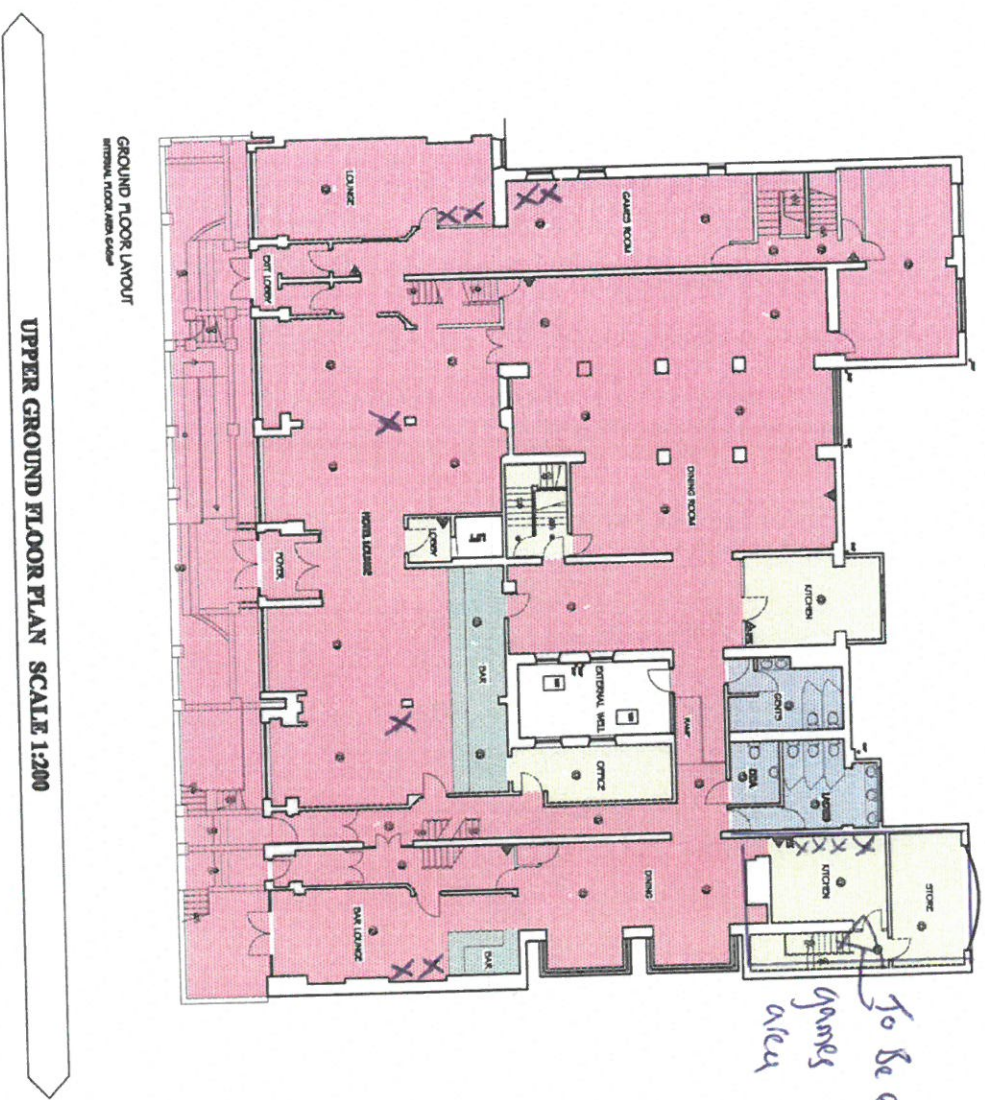 UPPER GROUND FLOOR PLAN SCALE 1:200
GROUND FLOOR LAYOUT
LOUNGE
EXIT LOBBY
GAMES ROOM
HOTEL LOUNGE
FOYER
LOBBY
LIFT
DINING ROOM
BAR
KITCHEN
EXTERNAL WELL
RAMP
OFFICE
GENTS
LADIES
BAR LOUNGE
BAR
DINING
KITCHEN
STORE
To Be
games
area